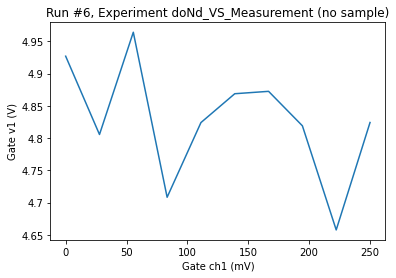 Run #6, Experiment doNd_VS_Measurement (no sample)
4.95
4.9
4.85
4.8
4.75
4.7
4.65
Gate v1 (V)
0 50 100 150 200 250
Gate ch1 (mV)